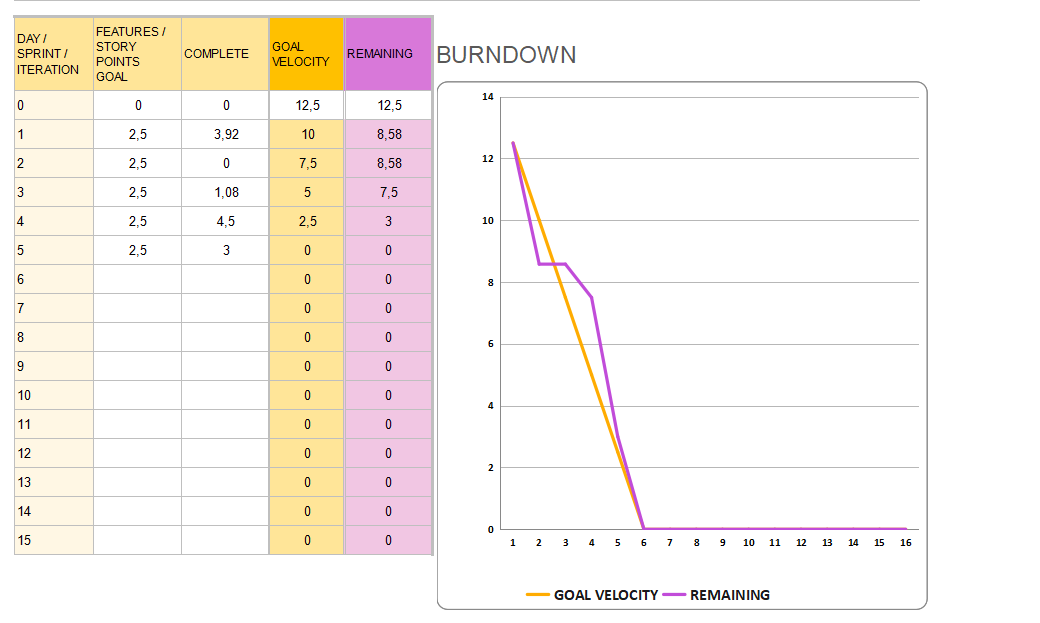 DAY / SPRINT / ITERATION FEATURES / STORY POINTS GOAL COMPLETE GOAL VELOCITY REMAINING
0 0 0 12,5 12,5
1 2,5 3,92 10 8,58
2 2,5 0 7,5 8,58
3 2,5 1,08 5 7,5
4 2,5 4,5 2,5 3
5 2,5 3 0 0
6 0 0
7 0 0
8 0 0
9 0 0
10 0 0
11 0 0
12 0 0
13 0 0
14 0 0
15 0 0
BURNDOWN
14
12
10
8
6
4
2
0
1 2 3 4 5 6 7 8 9 10 11 12 13 14 15 16
GOAL VELOCITY REMAINING